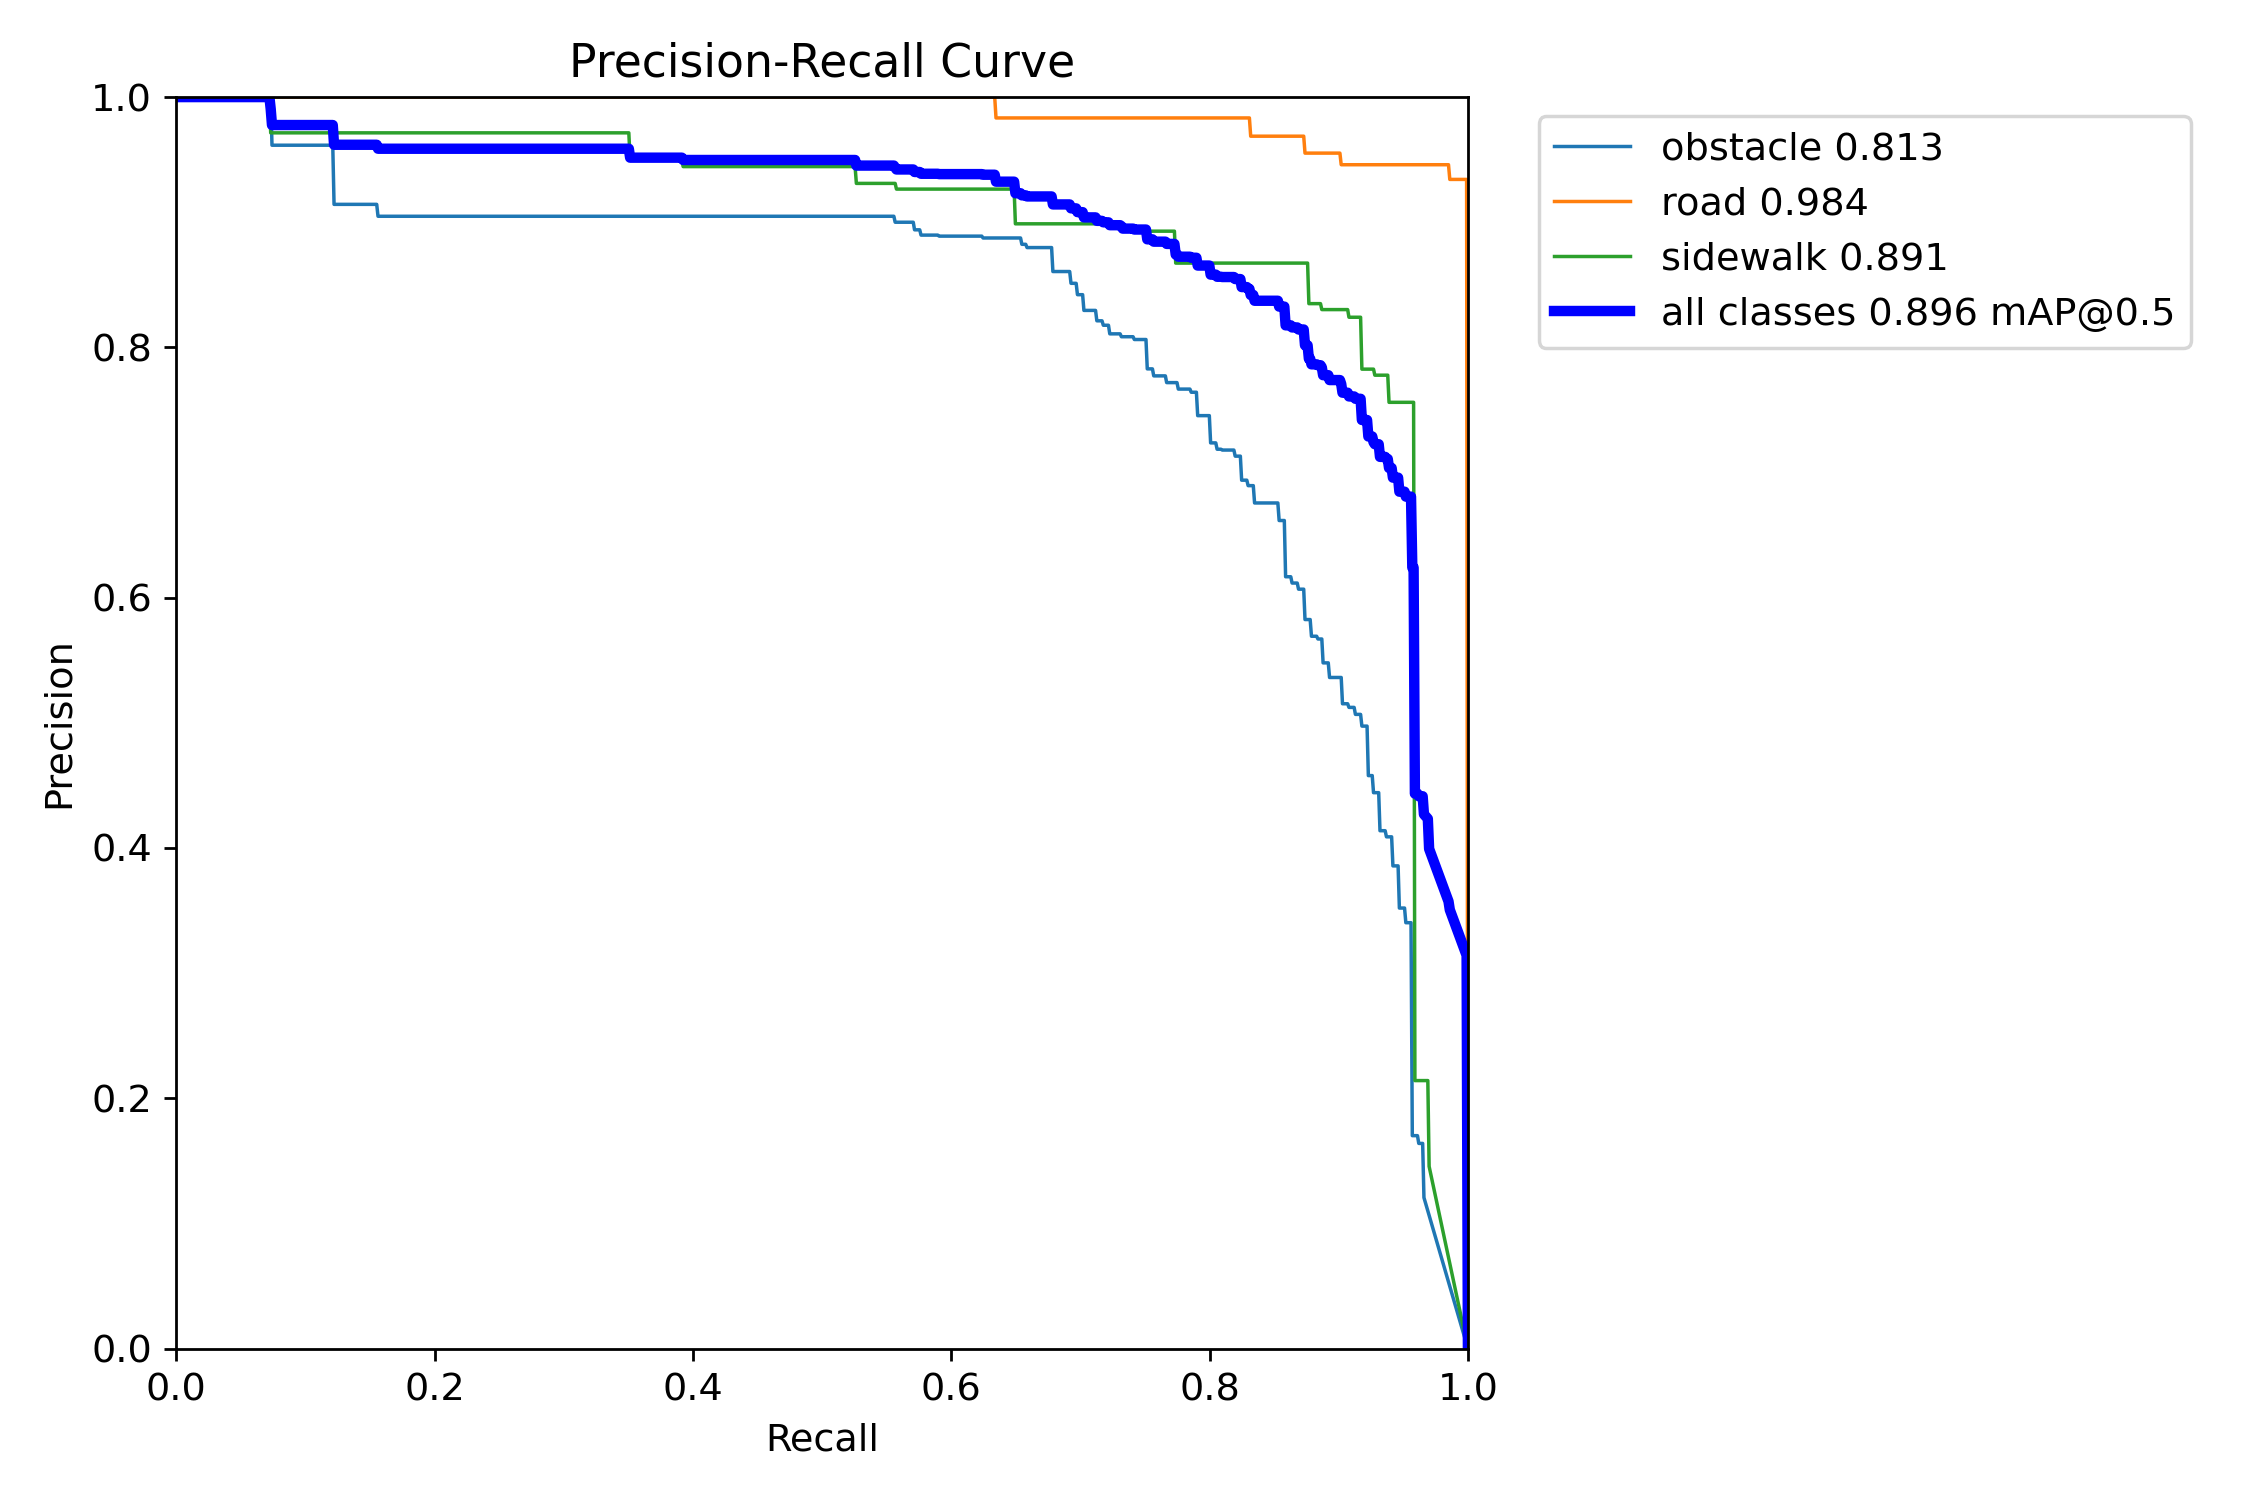 Precision-Recall Curve
1.0
0.8
0.6
0.4
0.2
0.0
Precision
0.0 0.2 0.4 0.6 0.8 1.0
Recall
obstacle 0.813
road 0.984
sidewalk 0.891
all classes 0.896 mAP@0.5